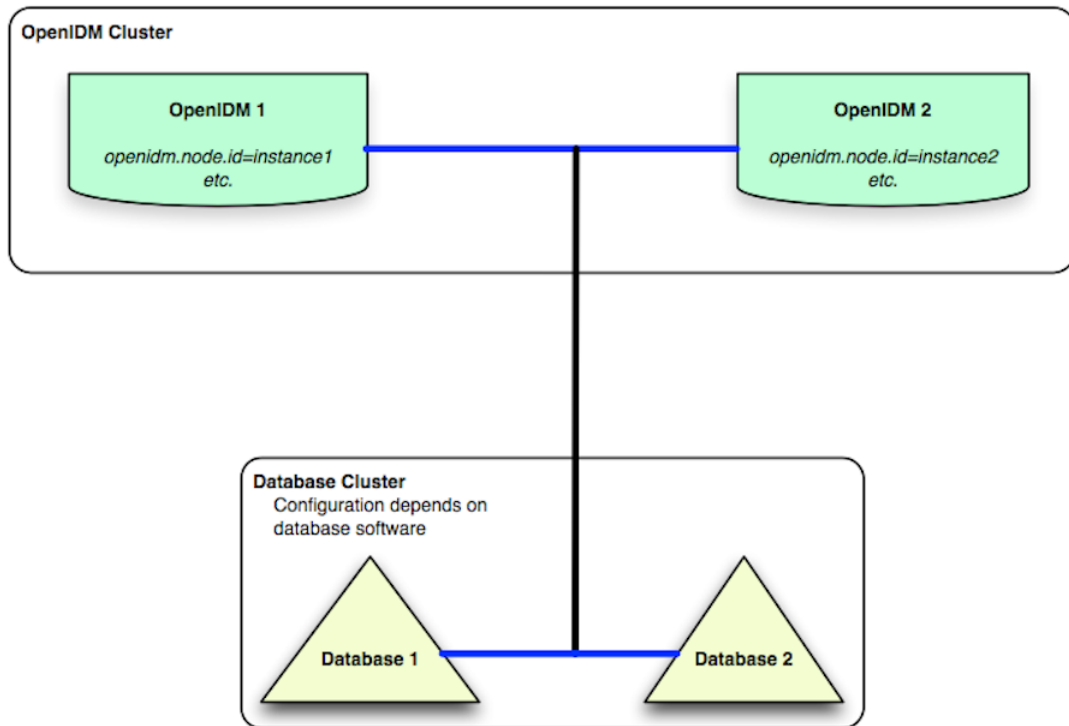 OpenIDM Cluster
OpenIDM 1
openidm.node.id=instance1
etc.
OpenIDM 2
openidm.node.id=instance2
etc.
Database Cluster
Configuration depends on
database software
Database 1
Database 2